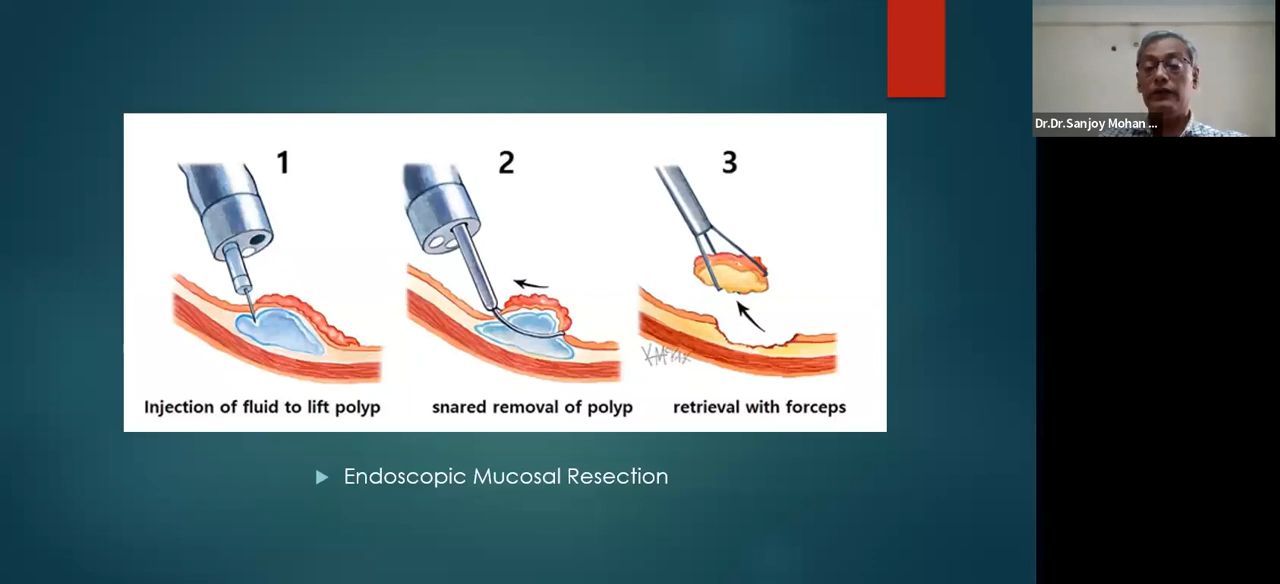 1
2
3
Injection of fluid to lift polyp
snared removal of polyp
retrieval with forceps
Endoscopic Mucosal Resection
Dr.Dr.Sanjoy Mohan ...